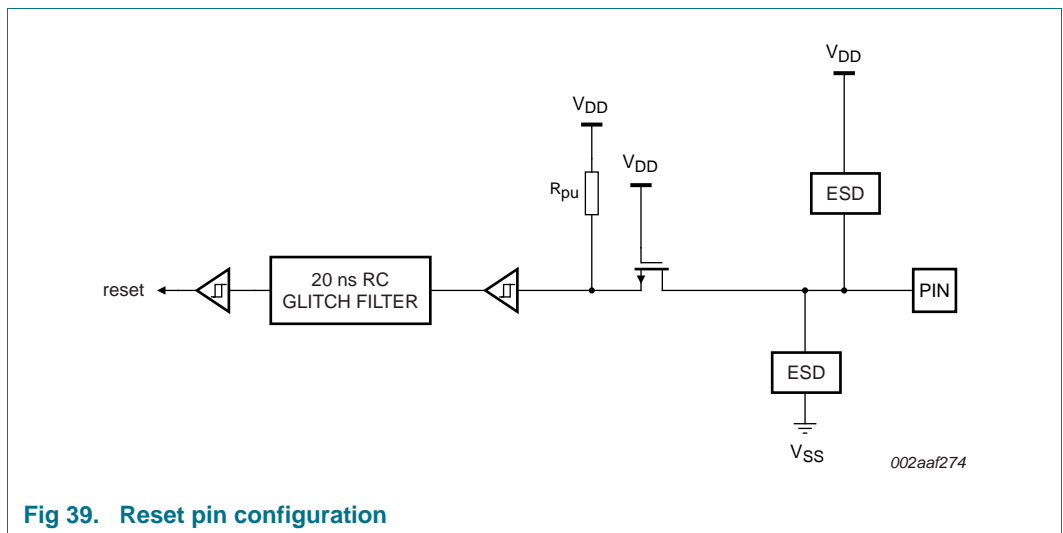 VDD
VDD
VDD
Rpu
ESD
reset
20 ns RC
GLITCH FILTER
PIN
ESD
VSS
002aaf274
Fig 39. Reset pin configuration